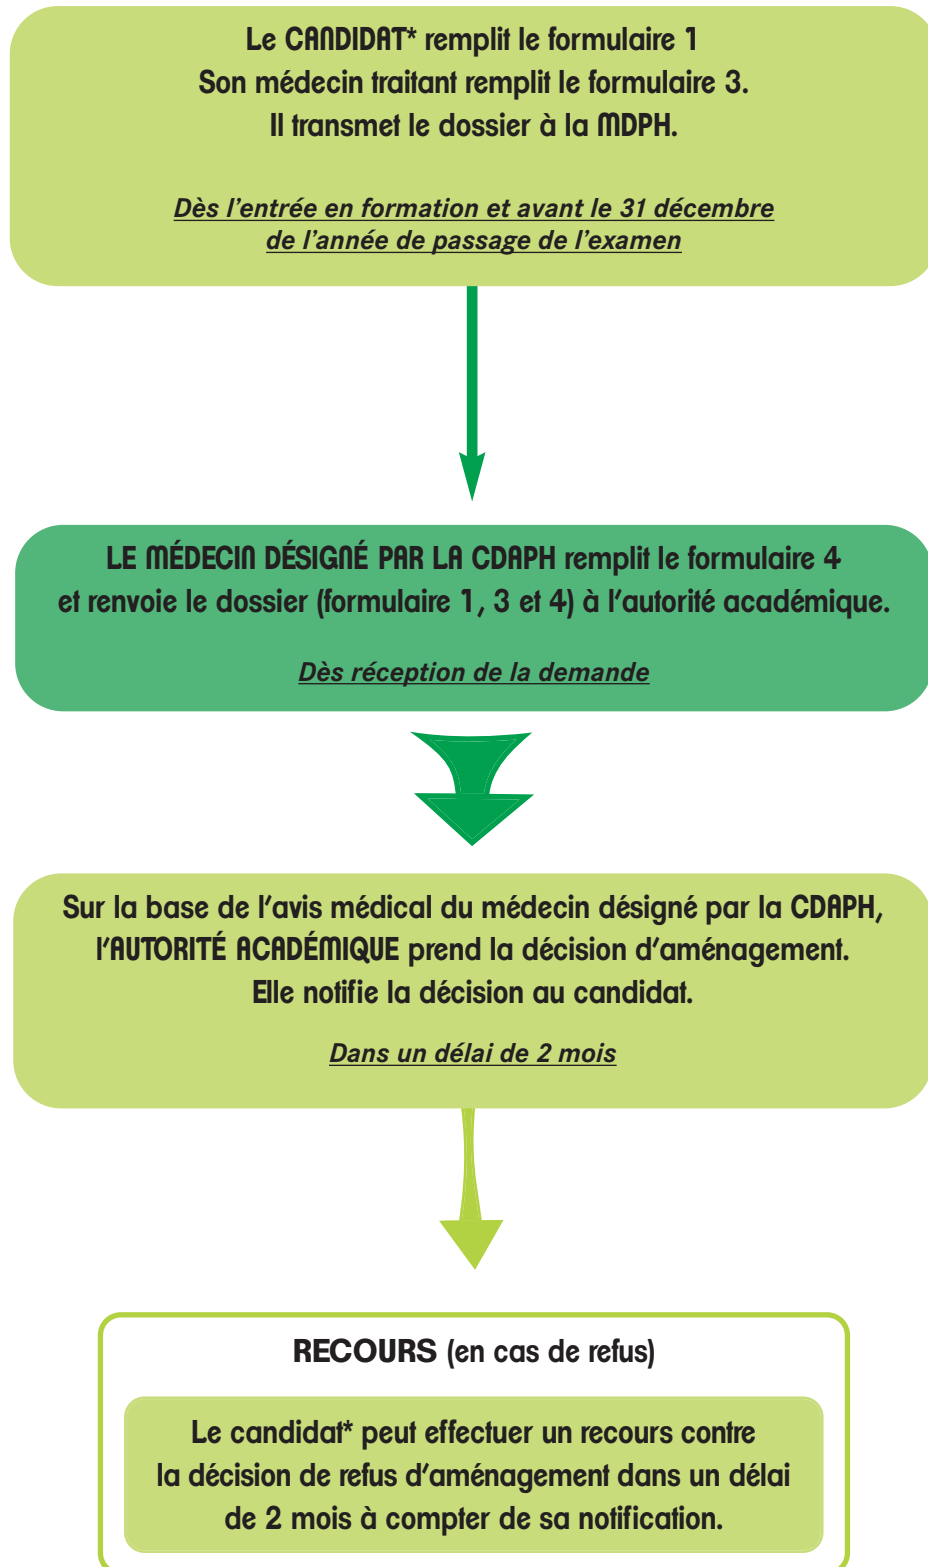 Le CANDIDAT* remplit le formulaire 1
Son médecin traitant remplit le formulaire 3.
Il transmet le dossier à la MDPH.
Dès l'entrée en formation et avant le 31 décembre
de l'année de passage de l'examen
LE MÉDECIN DÉSIGNÉ PAR LA CDAPH remplit le formulaire 4
et renvoie le dossier (formulaire 1, 3 et 4) à l'autorité académique.
Dès réception de la demande
Sur la base de l'avis médical du médecin désigné par la CDAPH,
l'AUTORITÉ ACADÉMIQUE prend la décision d'aménagement.
Elle notifie la décision au candidat.
Dans un délai de 2 mois
RECOURS (en cas de refus)
Le candidat* peut effectuer un recours contre
la décision de refus d'aménagement dans un délai
de 2 mois à compter de sa notification.